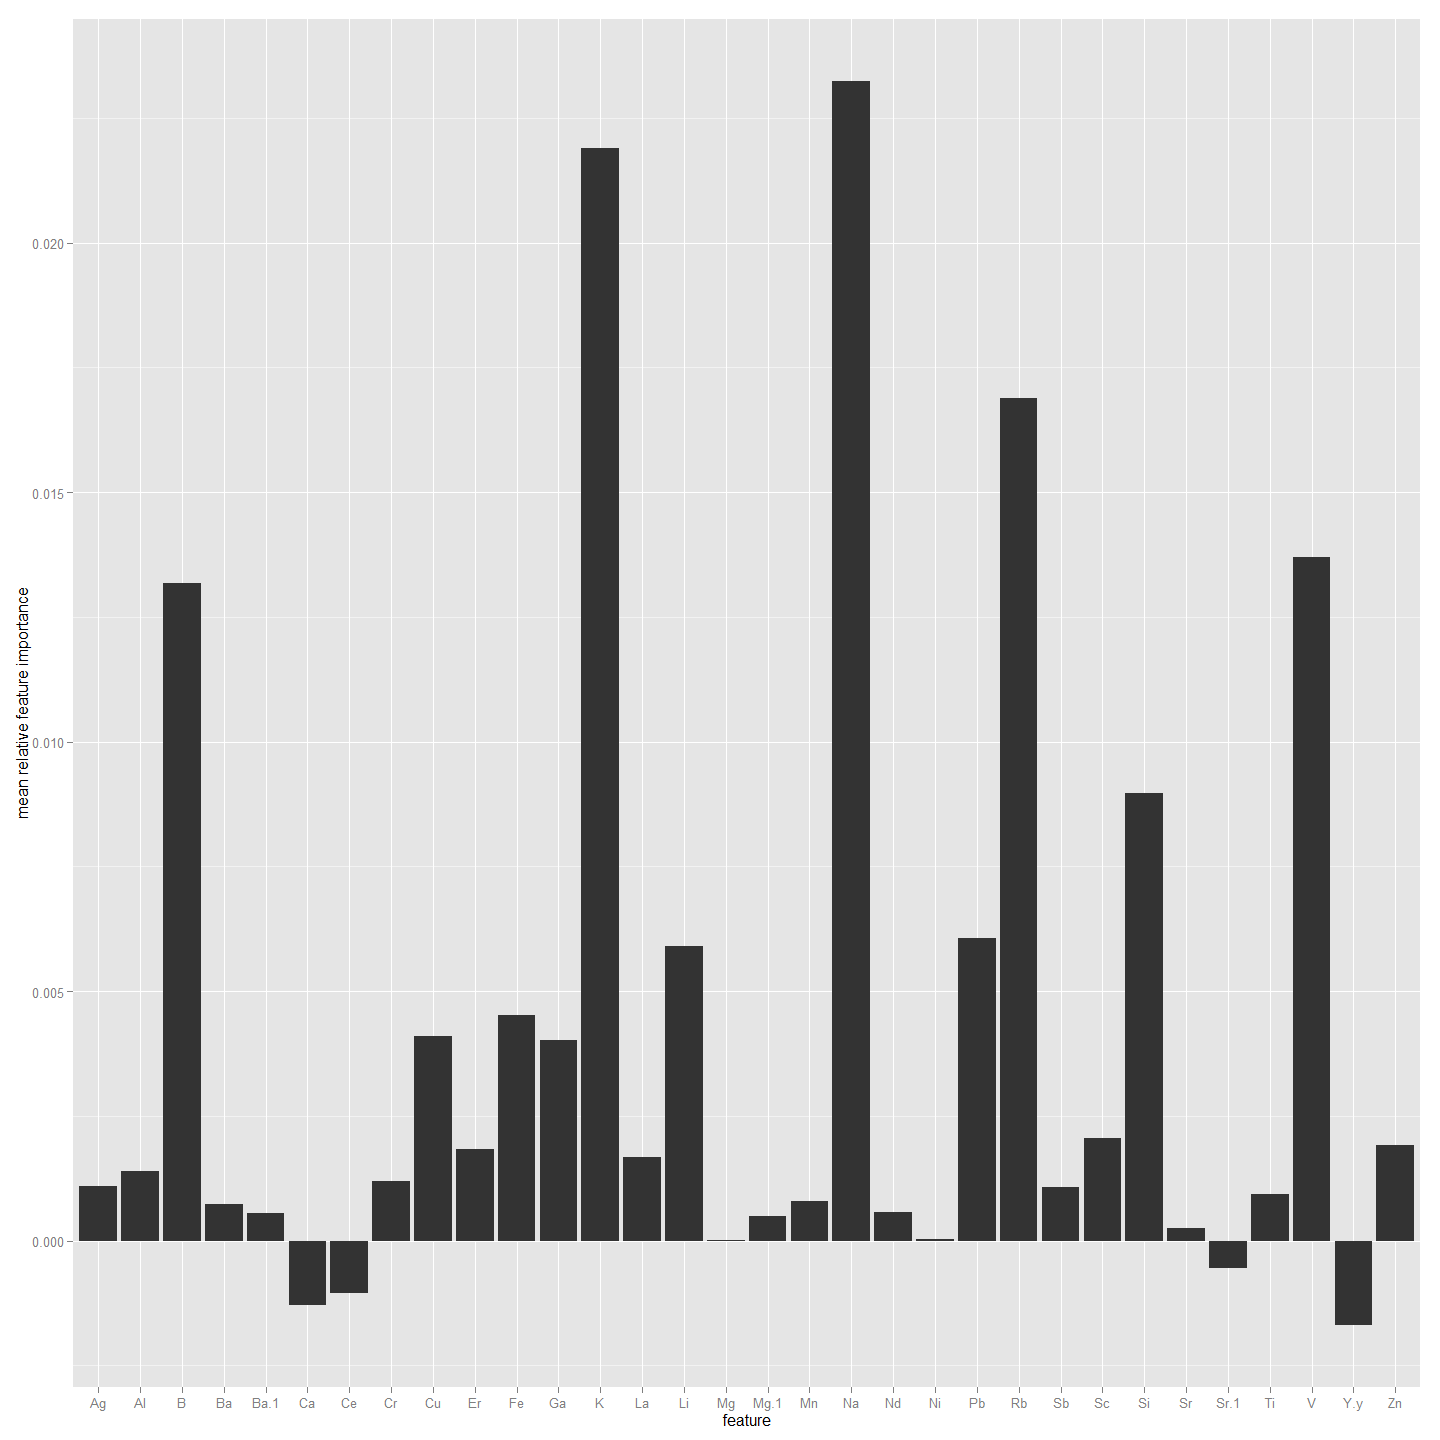 mean relative feature importance
0.020
0.015
0.010
0.005
0.000
Ag Al B Ba Ba.1 Ca Ce Cr Cu Er Fe Ga K La Li Mg Mg.1 Mn Na Nd Ni Pb Rb Sb Sc Si Sr Sr.1 Ti V Y.y Zn
feature